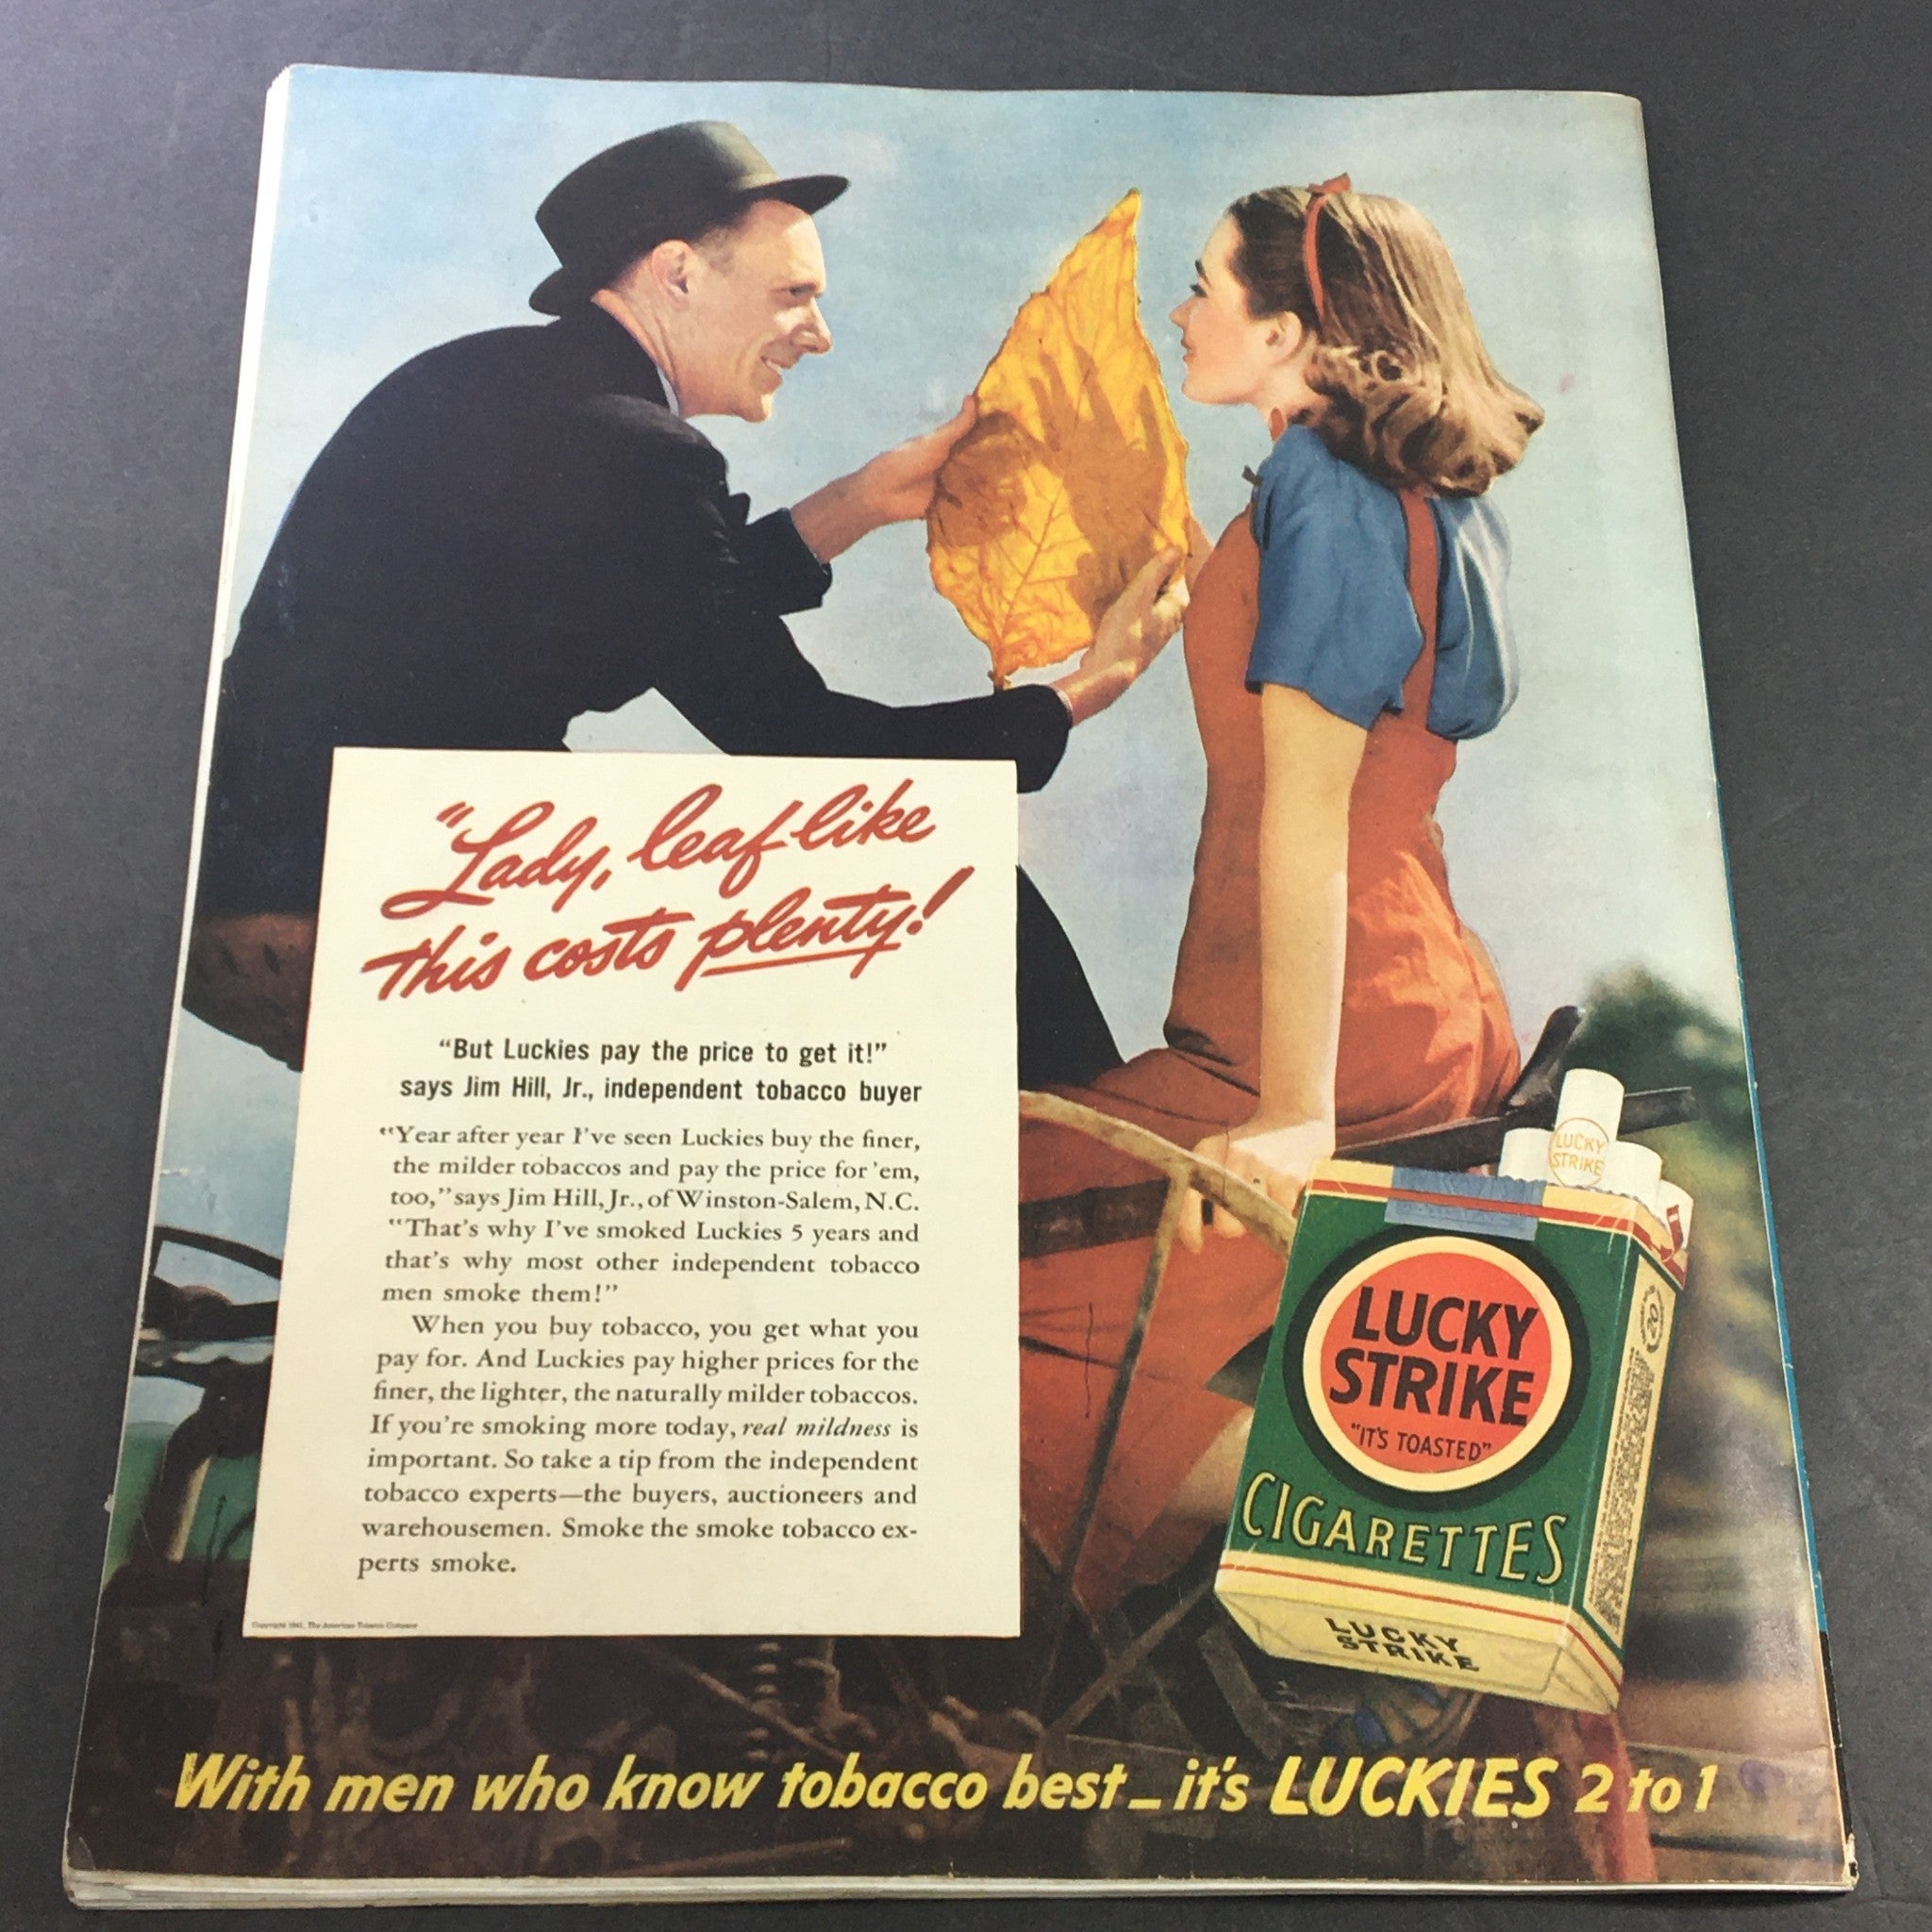 "Lady, leaf like
this costs plenty!
“But Luckies pay the price to get it!”
says Jim Hill, Jr., independent tobacco buyer
“Year after year I’ve seen Luckies buy the finer,
the milder tobaccos and pay the price for ’em,
too,” says Jim Hill, Jr., of Winston-Salem, N.C.
“That’s why I’ve smoked Luckies 5 years and
that’s why most other independent tobacco
men smoke them!”
When you buy tobacco, you get what you
pay for. And Luckies pay higher prices for the
finer, the lighter, the naturally milder tobaccos.
If you’re smoking more today, real mildness is
important. So take a tip from the independent
tobacco experts—the buyers, auctioneers and
warehousemen. Smoke the smoke tobacco ex-
perts smoke.
Copyright 1941, The American Tobacco Company
LUCKY
STRIKE
LUCKY
STRIKE
"IT'S TOASTED"
CIGARETTES
20
LUCKY
STRIKE
With men who know tobacco best_it's LUCKIES 2 to 1